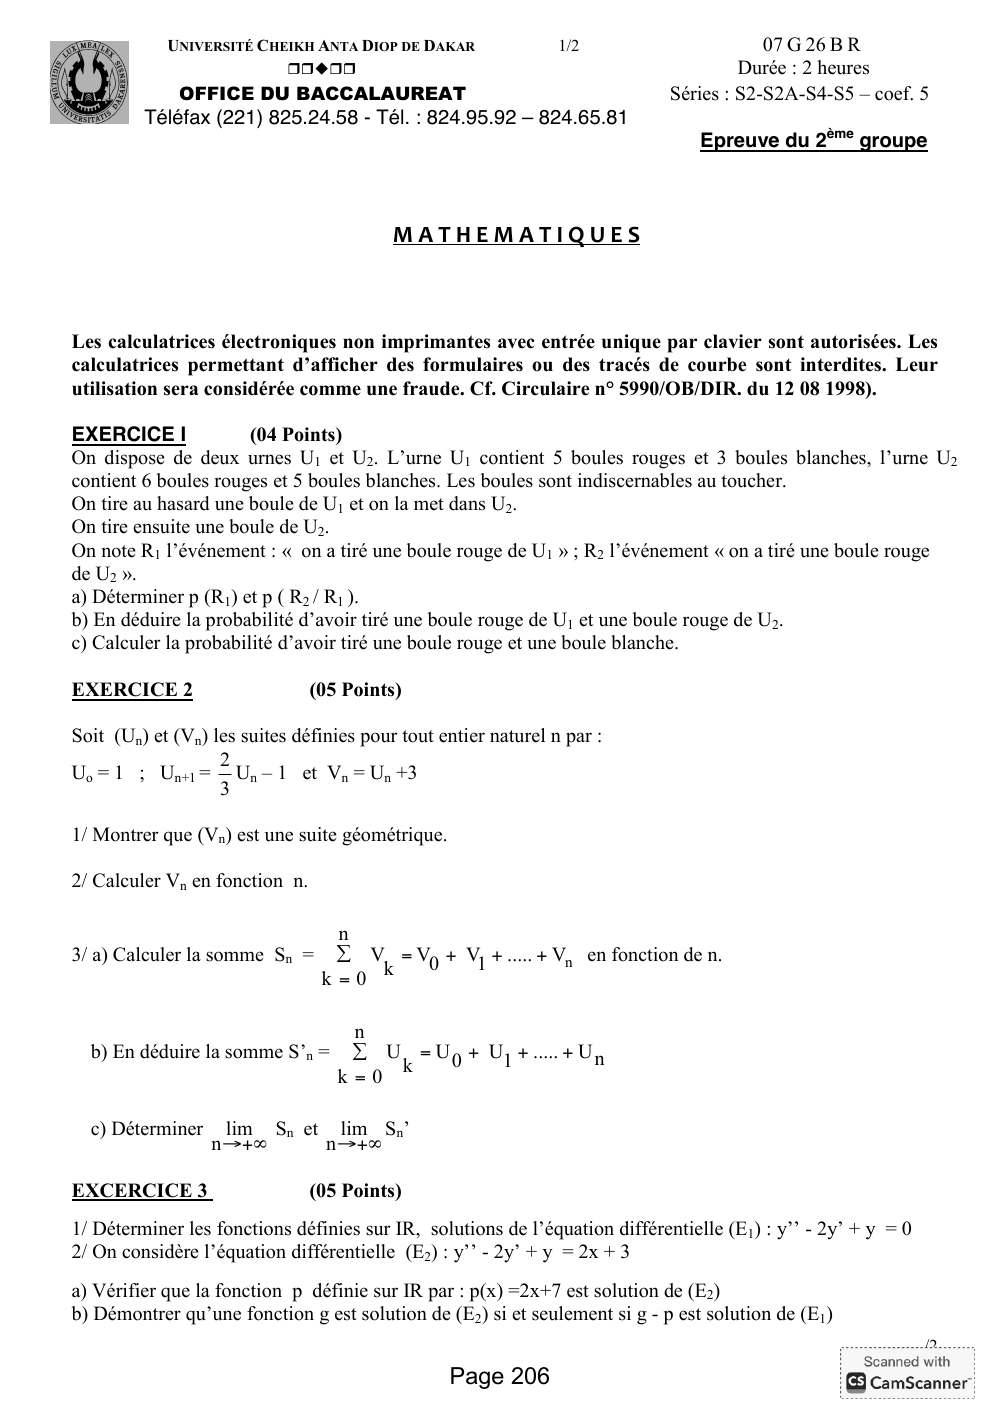 UNIVERSITÉ CHEIKH ANTA DIOP DE DAKAR 1/2 07 G 26 B R
❒❒◆❒❒ Durée : 2 heures
OFFICE DU BACCALAUREAT Séries : S2-S2A-S4-S5 – coef. 5
Téléfax (221) 825.24.58 - Tél. : 824.95.92 – 824.65.81
Epreuve du 2ème groupe
MATHEMATIQUES
Les calculatrices électroniques non imprimantes avec entrée unique par clavier sont autorisées. Les
calculatrices permettant d’afficher des formulaires ou des tracés de courbe sont interdites. Leur
utilisation sera considérée comme une fraude. Cf. Circulaire n° 5990/OB/DIR. du 12 08 1998).
EXERCICE I (04 Points)
On dispose de deux urnes U1 et U2. L’urne U1 contient 5 boules rouges et 3 boules blanches, l’urne U2
contient 6 boules rouges et 5 boules blanches. Les boules sont indiscernables au toucher.
On tire au hasard une boule de U1 et on la met dans U2.
On tire ensuite une boule de U2.
On note R1 l’événement : « on a tiré une boule rouge de U1 » ; R2 l’événement « on a tiré une boule rouge
de U2 ».
a) Déterminer p (R1) et p ( R2 / R1 ).
b) En déduire la probabilité d’avoir tiré une boule rouge de U1 et une boule rouge de U2.
c) Calculer la probabilité d’avoir tiré une boule rouge et une boule blanche.
EXERCICE 2 (05 Points)
Soit (Un) et (Vn) les suites définies pour tout entier naturel n par :
Uo = 1 ; Un+1 = 2/3 Un – 1 et Vn = Un +3
1/ Montrer que (Vn) est une suite géométrique.
2/ Calculer Vn en fonction n.
3/ a) Calculer la somme Sn = n Σ k = 0 Vk = V0 + V1 + ..... + Vn en fonction de n.
b) En déduire la somme S’n = n Σ k = 0 Uk = U0 + U1 + ..... + Un
c) Déterminer lim n→+∞ Sn et lim n→+∞ Sn’
EXCERCICE 3 (05 Points)
1/ Déterminer les fonctions définies sur IR, solutions de l’équation différentielle (E1) : y’’ - 2y’ + y = 0
2/ On considère l’équation différentielle (E2) : y’’ - 2y’ + y = 2x + 3
a) Vérifier que la fonction p définie sur IR par : p(x) =2x+7 est solution de (E2)
b) Démontrer qu’une fonction g est solution de (E2) si et seulement si g - p est solution de (E1)
Page 206
Scanned with
CS CamScanner